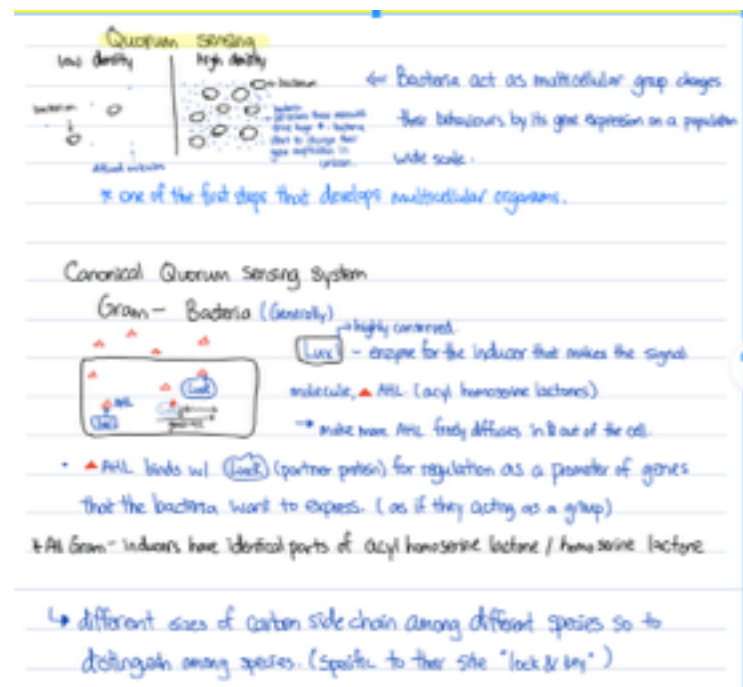 Quorum sensing
low density
high density
bacterium
bacterium
← Bacteria act as multicellular group changes
their behaviours by its gene expression on a population
wide scale.
* one of the first steps that develops multicellular organisms.
Canonical Quorum Sensing System
Gram- Bacteria (Generally)
→ highly conserved.
LuxI - enzyme for the inducer that makes the signal
molecule, ▲ AHL (acyl homoserine lactones)
→ make more AHL freely diffuses in & out of the cell.
LuxR
AHL
LuxI
• ▲ AHL binds w/ LuxR (partner protein) for regulation as a promoter of genes
that the bacteria want to express. (as if they acting as a group)
* All Gram- inducers have identical parts of acyl homoserine lactone / homo serine lactone
↳ different sizes of carbon side chain among different species so to
distinguish among species. (Specific to their site "lock & key")